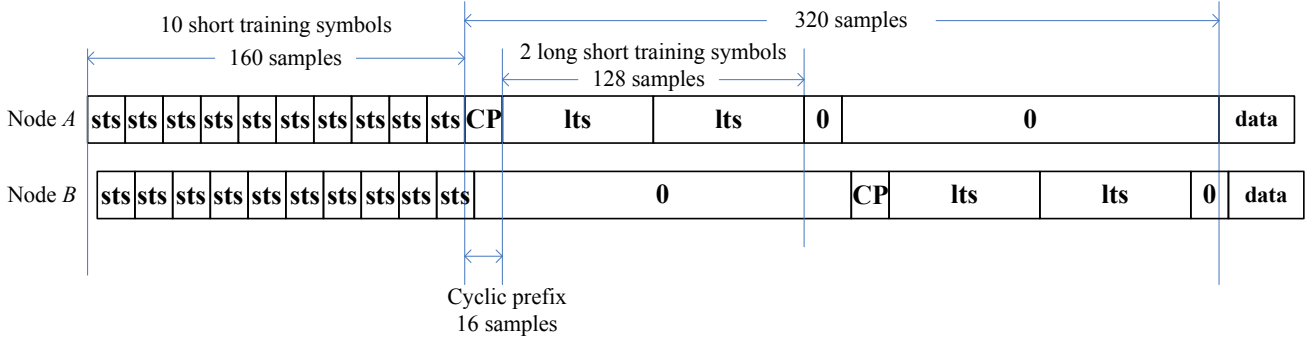 320 samples
10 short training symbols
160 samples
2 long short training symbols
128 samples
Node A sts sts sts sts sts sts sts sts sts sts CP lts lts 0 0 data
Node B sts sts sts sts sts sts sts sts sts sts 0 CP lts lts 0 data
Cyclic prefix
16 samples